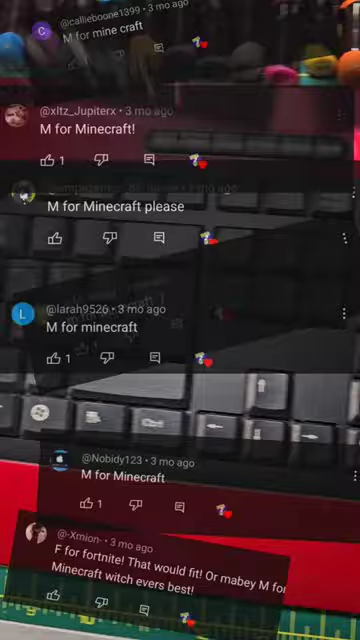 @callieboone1399 • 3 mo ago
M for mine craft
@xltz_Jupiterx • 3 mo ago
M for Minecraft!
1
M for Minecraft please
@larah9526 • 3 mo ago
M for minecraft
1
@Nobidy123 • 3 mo ago
M for Minecraft
1
@-Xmion- • 3 mo ago
F for fortnite! That would fit! Or mabey M for
Minecraft witch evers best!